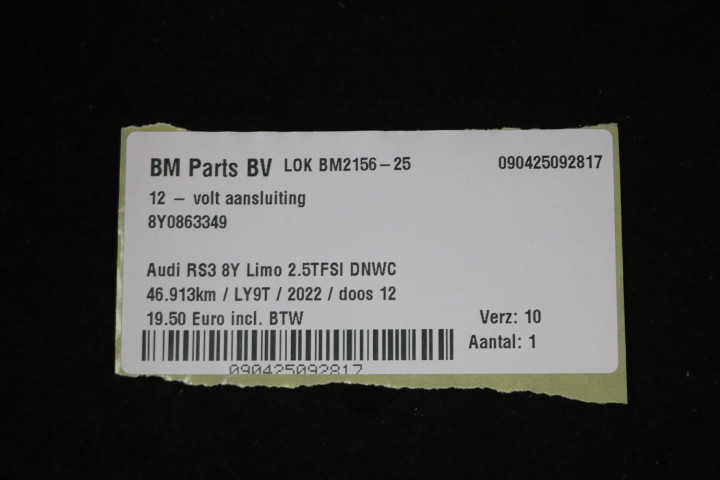 BM Parts BV LOK BM2156-25 090425092817
12 - volt aansluiting
8Y0863349
Audi RS3 8Y Limo 2.5TFSI DNWC
46.913km / LY9T / 2022 / doos 12
19.50 Euro incl. BTW Verz: 10
Aantal: 1
090425092817